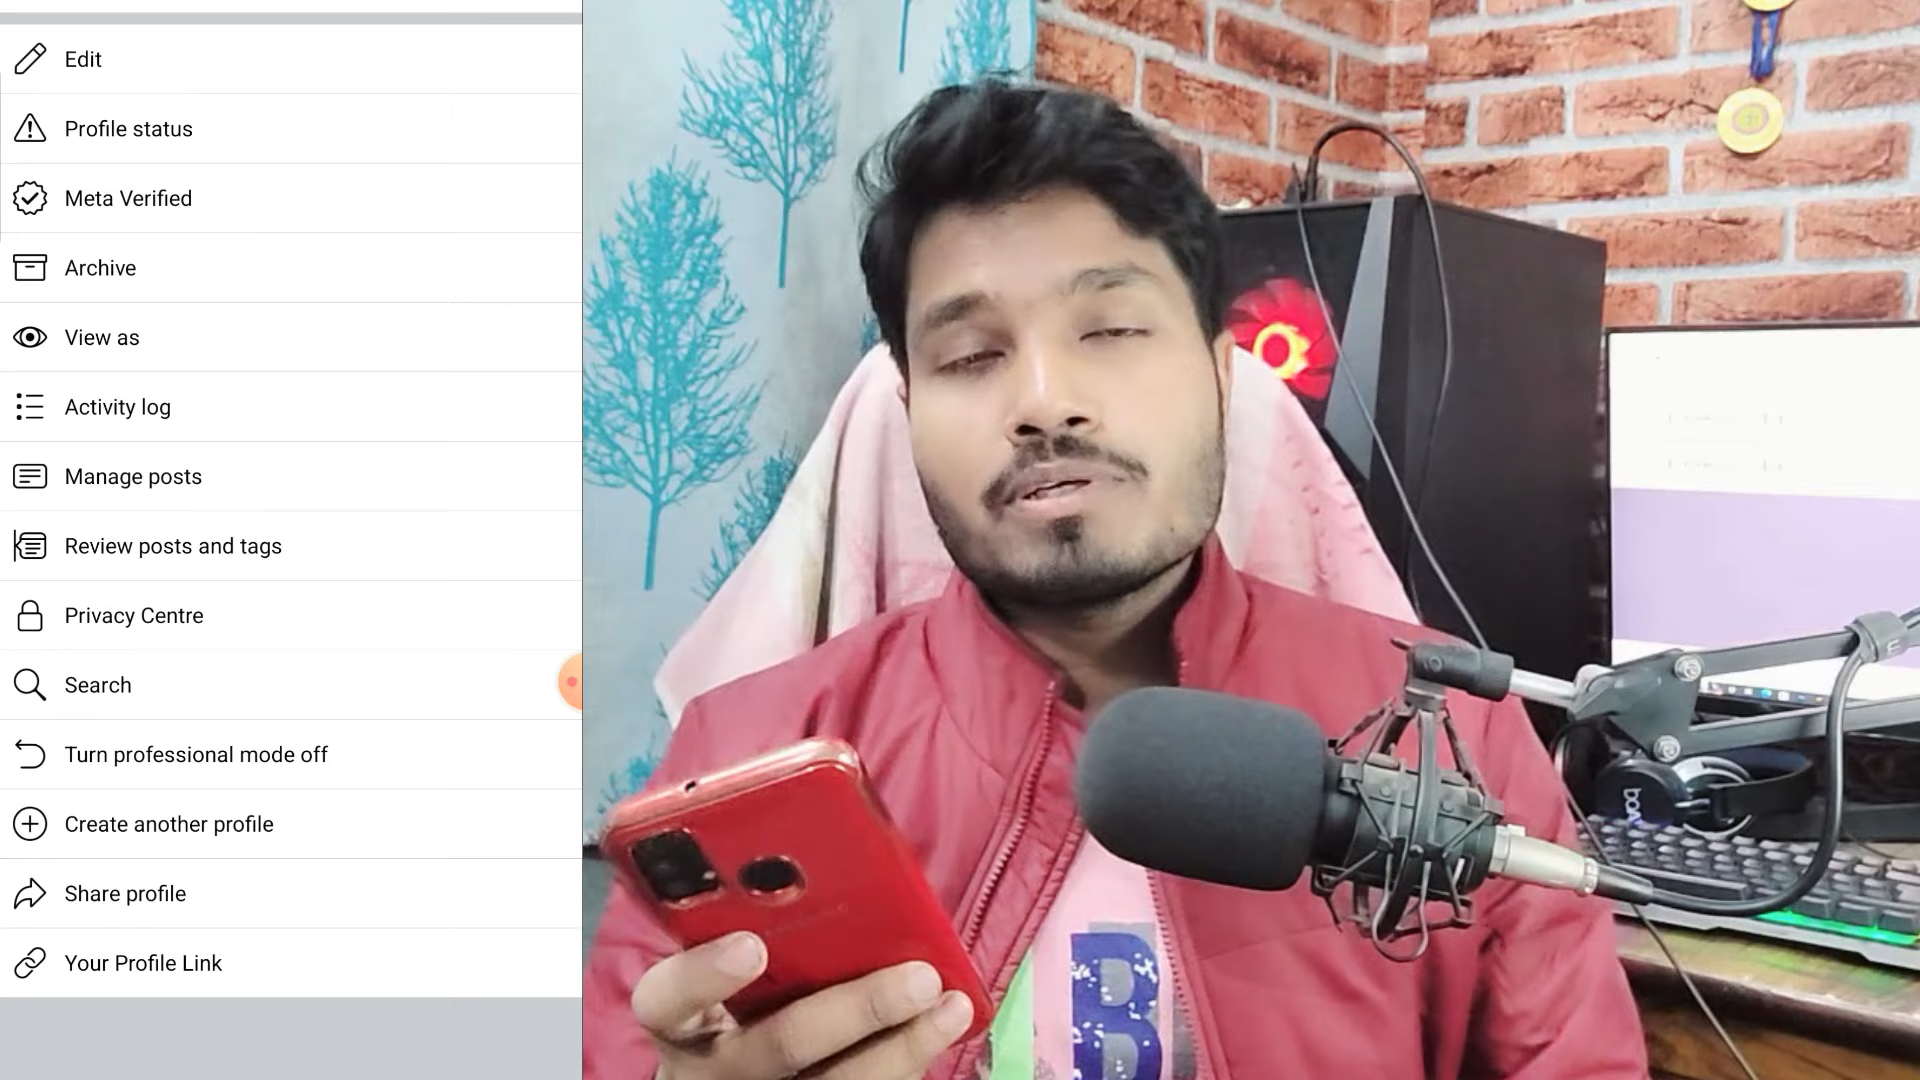 Edit
Profile status
Meta Verified
Archive
View as
Activity log
Manage posts
Review posts and tags
Privacy Centre
Search
Turn professional mode off
Create another profile
Share profile
Your Profile Link
B
boA